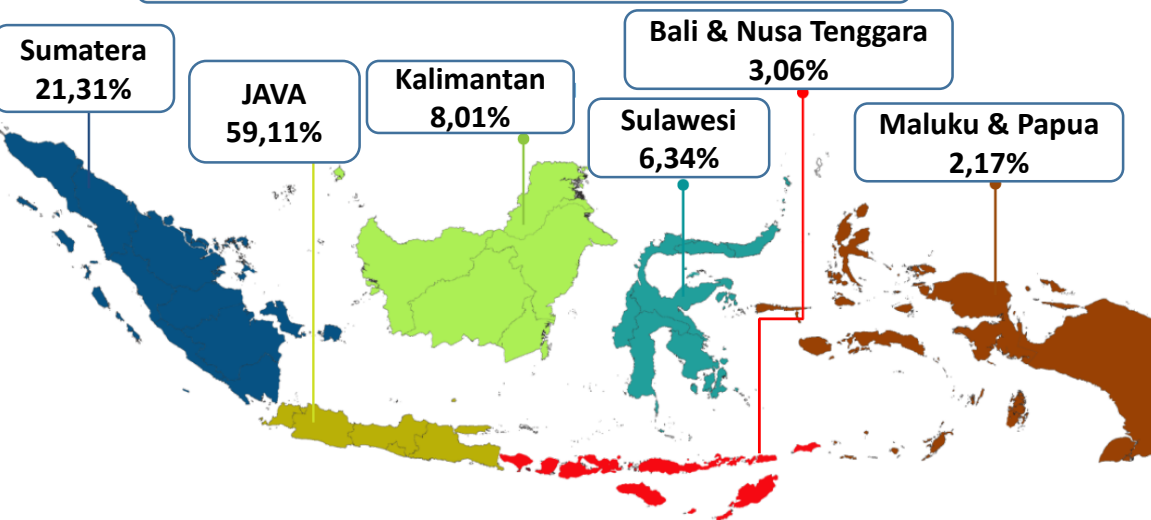 Sumatera
21,31%
JAVA
59,11%
Kalimantan
8,01%
Bali & Nusa Tenggara
3,06%
Sulawesi
6,34%
Maluku & Papua
2,17%